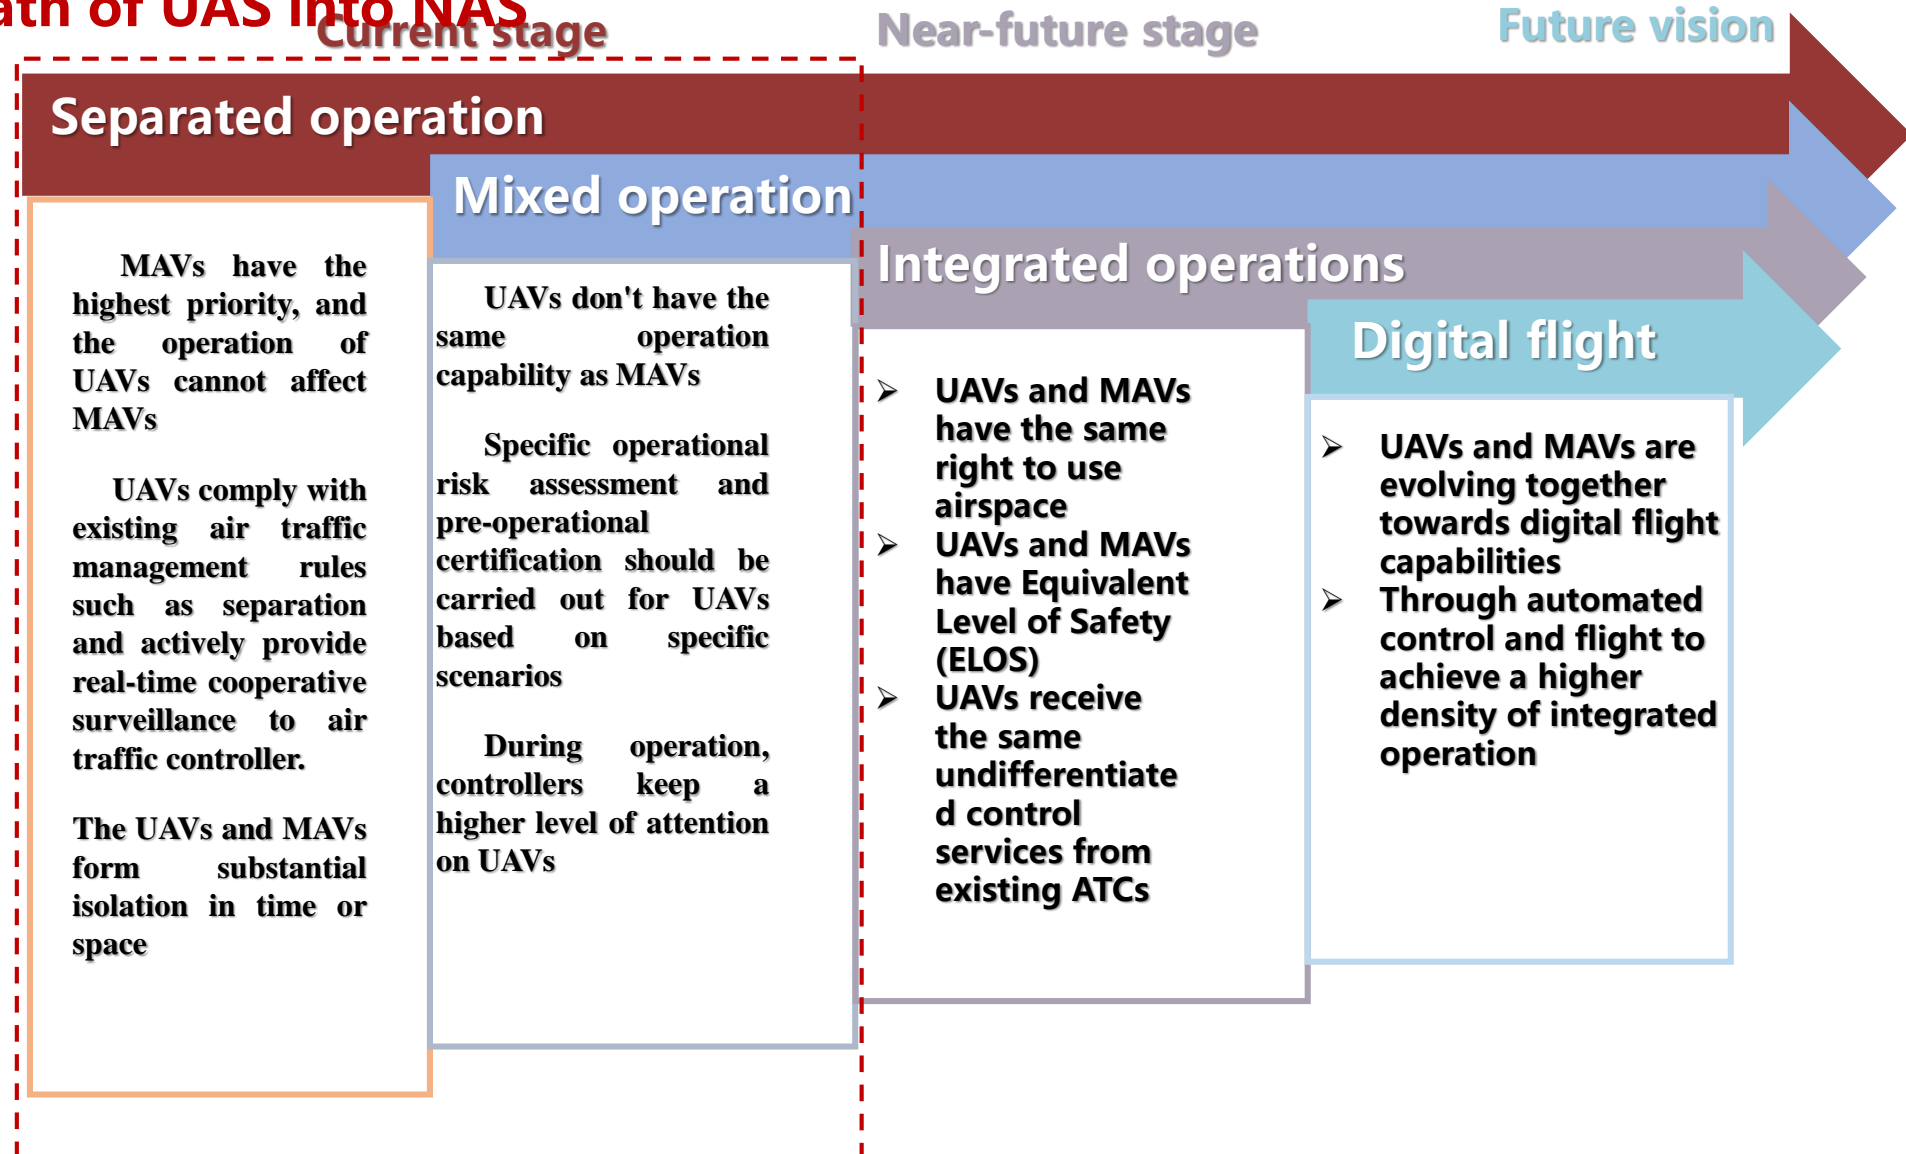 ath of UAS into NAS
Current stage
Near-future stage
Future vision
Separated operation
Mixed operation
Integrated operations
Digital flight
MAVs have the
highest priority, and
the operation of
UAVs cannot affect
MAVs
UAVs comply with
existing air traffic
management rules
such as separation
and actively provide
real-time cooperative
surveillance to air
traffic controller.
The UAVs and MAVs
form substantial
isolation in time or
space
UAVs don't have the
same operation
capability as MAVs
Specific operational
risk assessment and
pre-operational
certification should be
carried out for UAVs
based on specific
scenarios
During operation,
controllers keep a
higher level of attention
on UAVs
➢ UAVs and MAVs
have the same
right to use
airspace
➢ UAVs and MAVs
have Equivalent
Level of Safety
(ELOS)
➢ UAVs receive
the same
undifferentiate
d control
services from
existing ATCs
➢ UAVs and MAVs are
evolving together
towards digital flight
capabilities
➢ Through automated
control and flight to
achieve a higher
density of integrated
operation